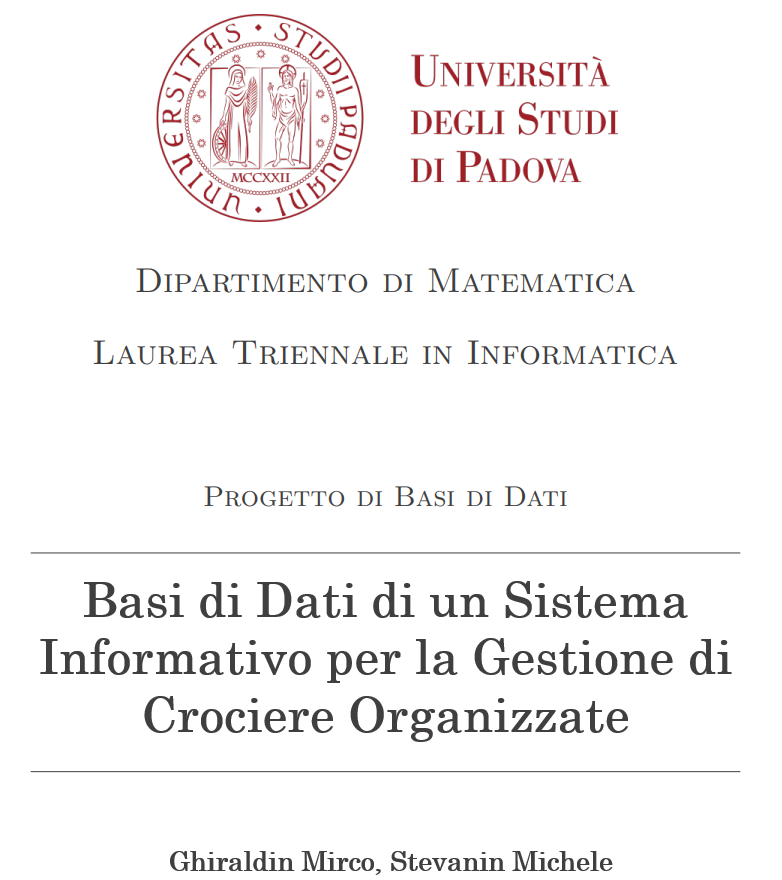 UNIVERSITAS STUDII PADUANI
MCCXXII
UNIVERSITÀ
DEGLI STUDI
DI PADOVA
DIPARTIMENTO DI MATEMATICA
LAUREA TRIENNALE IN INFORMATICA
PROGETTO DI BASI DI DATI
Basi di Dati di un Sistema
Informativo per la Gestione di
Crociere Organizzate
Ghiraldin Mirco, Stevanin Michele